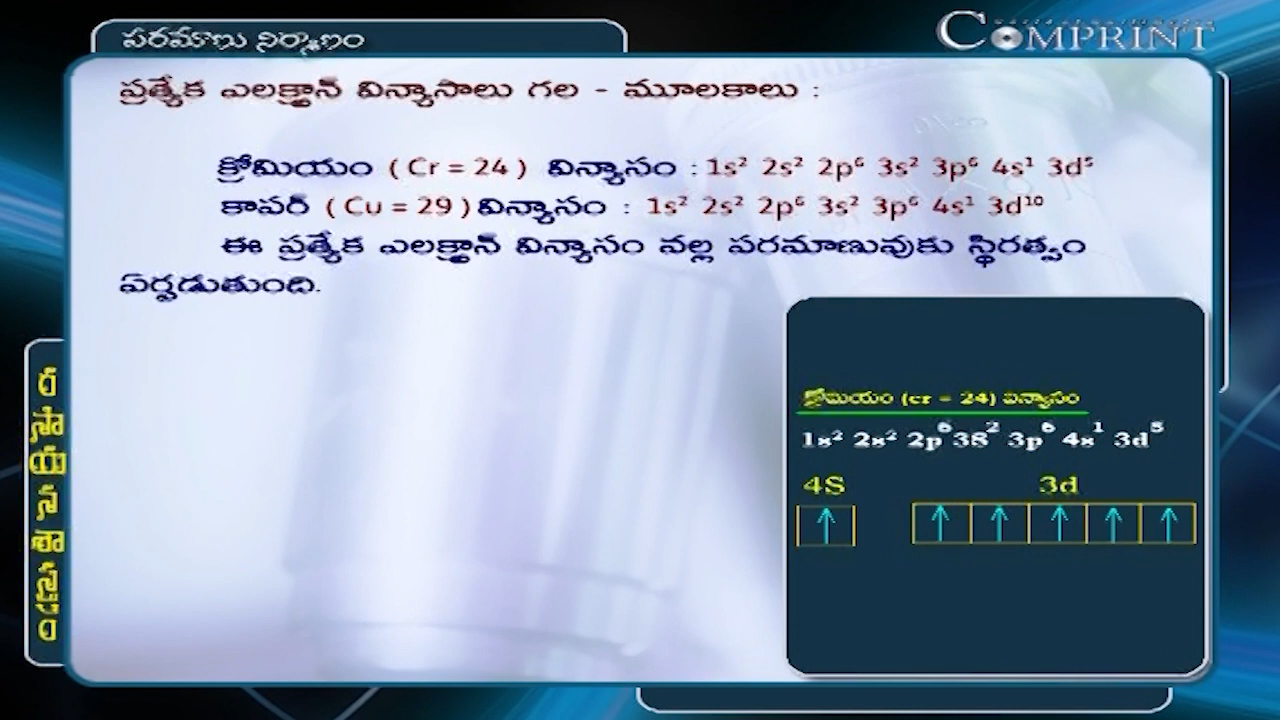 పరమాణు నిర్మాణం
COMPRINT
ప్రత్యేక ఎలక్ట్రాన్ విన్యాసాలు గల - మూలకాలు :
క్రోమియం ( Cr = 24 ) విన్యాసం : 1s² 2s² 2p⁶ 3s² 3p⁶ 4s¹ 3d⁵
కాపర్ ( Cu = 29 ) విన్యాసం : 1s² 2s² 2p⁶ 3s² 3p⁶ 4s¹ 3d¹⁰
ఈ ప్రత్యేక ఎలక్ట్రాన్ విన్యాసం వల్ల పరమాణువుకు స్థిరత్వం
ఏర్పడుతుంది.
రసాయనశాస్త్రం
క్రోమియం (cr = 24) విన్యాసం
1s² 2s² 2p⁶ 3S² 3p⁶ 4s¹ 3d⁵
4S 3d